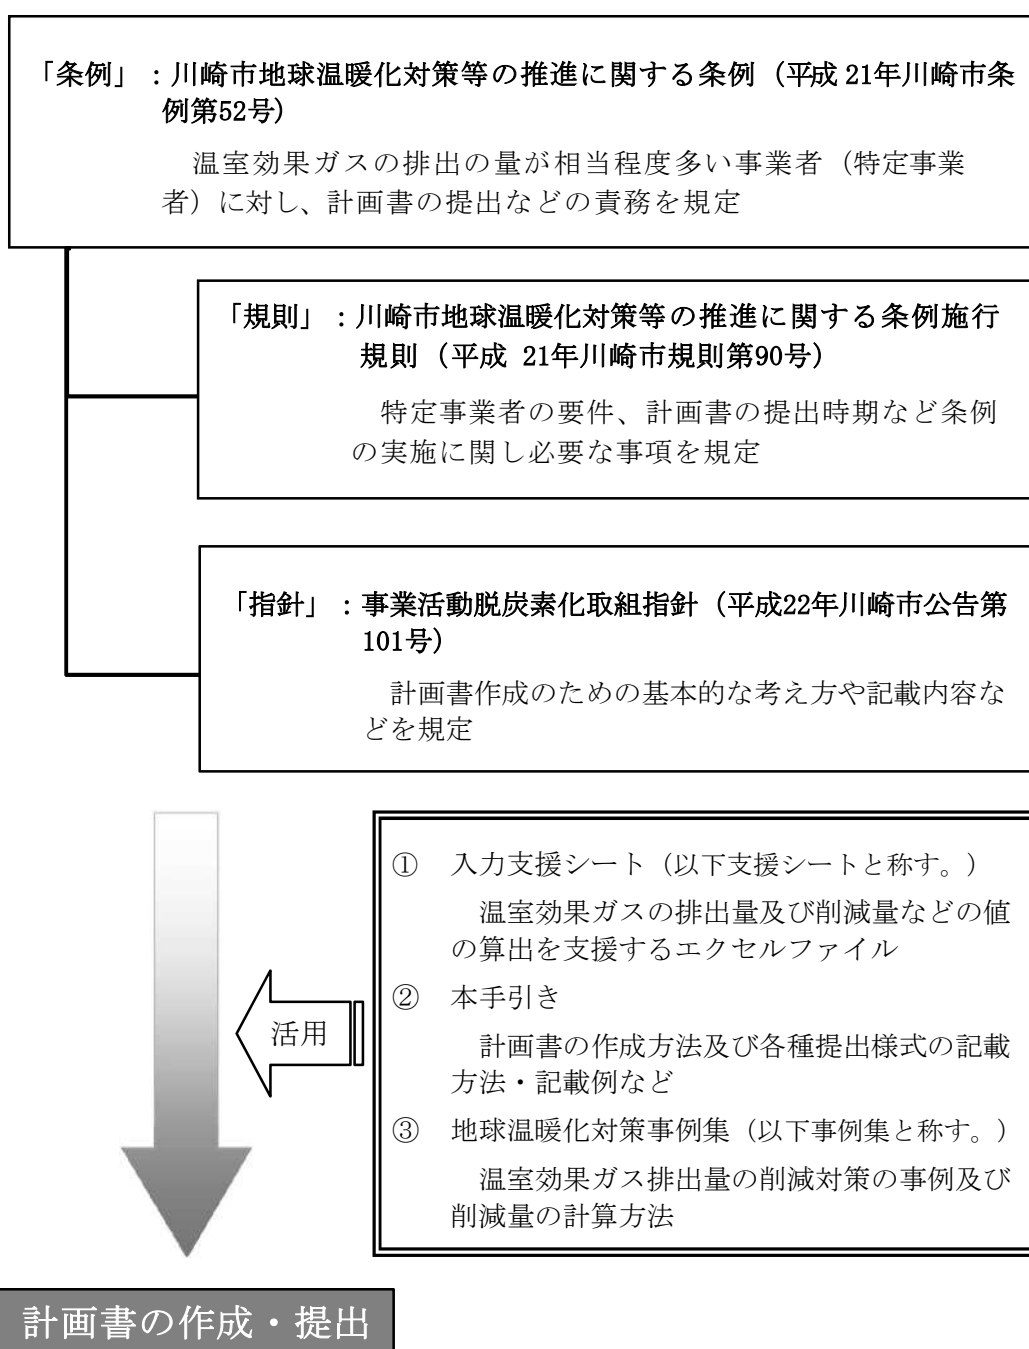 「条例」：川崎市地球温暖化対策等の推進に関する条例（平成 21年川崎市条
例第52号）
温室効果ガスの排出の量が相当程度多い事業者（特定事業
者）に対し、計画書の提出などの責務を規定
「規則」：川崎市地球温暖化対策等の推進に関する条例施行
規則（平成 21年川崎市規則第90号）
特定事業者の要件、計画書の提出時期など条例
の実施に関し必要な事項を規定
「指針」：事業活動脱炭素化取組指針（平成22年川崎市公告第
101号）
計画書作成のための基本的な考え方や記載内容な
どを規定
① 入力支援シート（以下支援シートと称す。）
温室効果ガスの排出量及び削減量などの値
の算出を支援するエクセルファイル
② 本手引き
計画書の作成方法及び各種提出様式の記載
方法・記載例など
③ 地球温暖化対策事例集（以下事例集と称す。）
温室効果ガス排出量の削減対策の事例及び
削減量の計算方法
活用
計画書の作成・提出